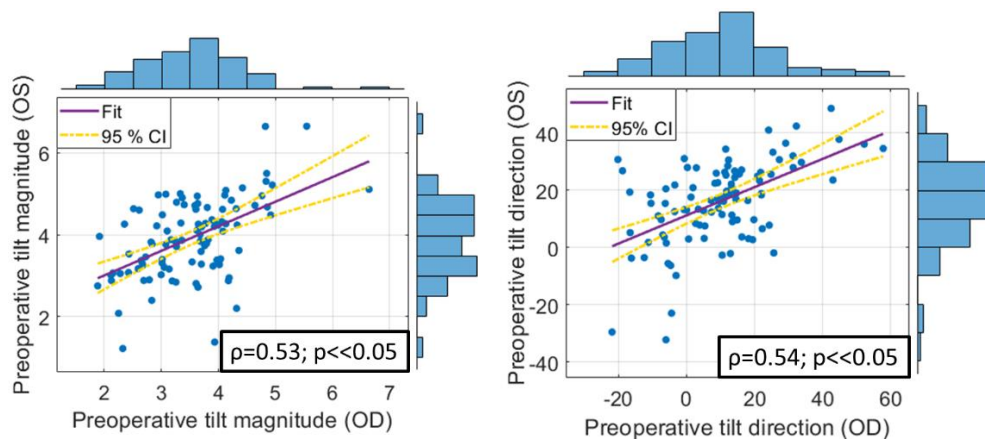 Preoperative tilt magnitude (OS)
Fit
95 % CI
6
4
2
ρ=0.53; p<<0.05
2 3 4 5 6 7
Preoperative tilt magnitude (OD)
Preoperative tilt direction (OS)
Fit
95% CI
40
20
0
-20
-40
ρ=0.54; p<<0.05
-20 0 20 40 60
Preoperative tilt direction (OD)